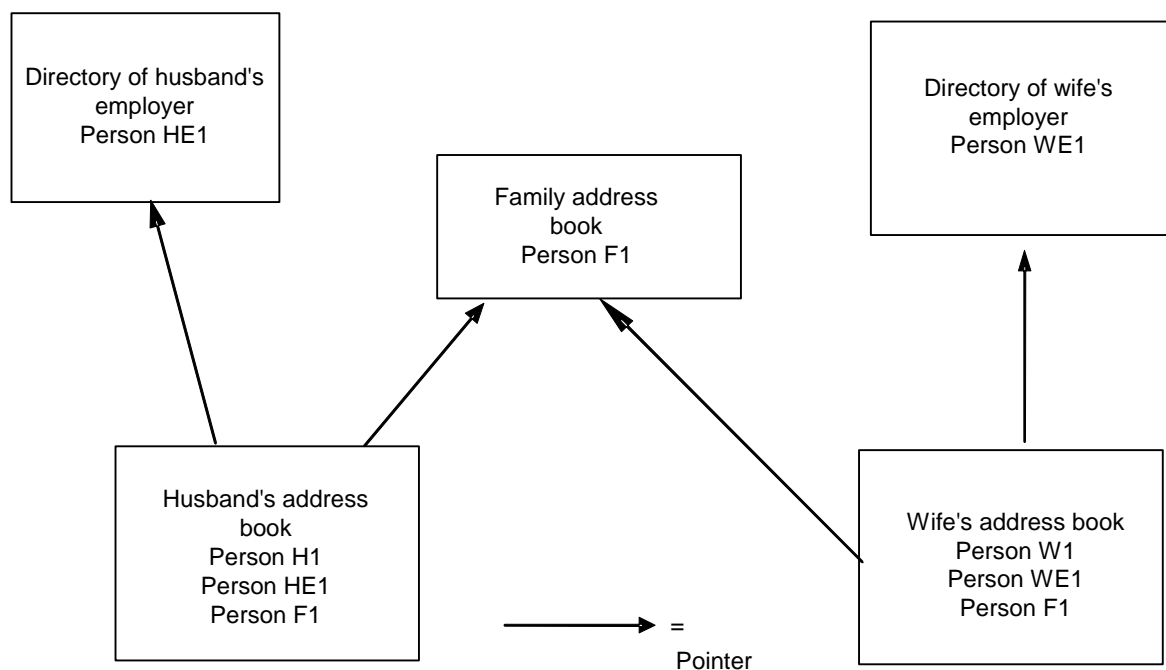 Directory of husband's
employer
Person HE1
Directory of wife's
employer
Person WE1
Family address
book
Person F1
Husband's address
book
Person H1
Person HE1
Person F1
Wife's address book
Person W1
Person WE1
Person F1
=
Pointer